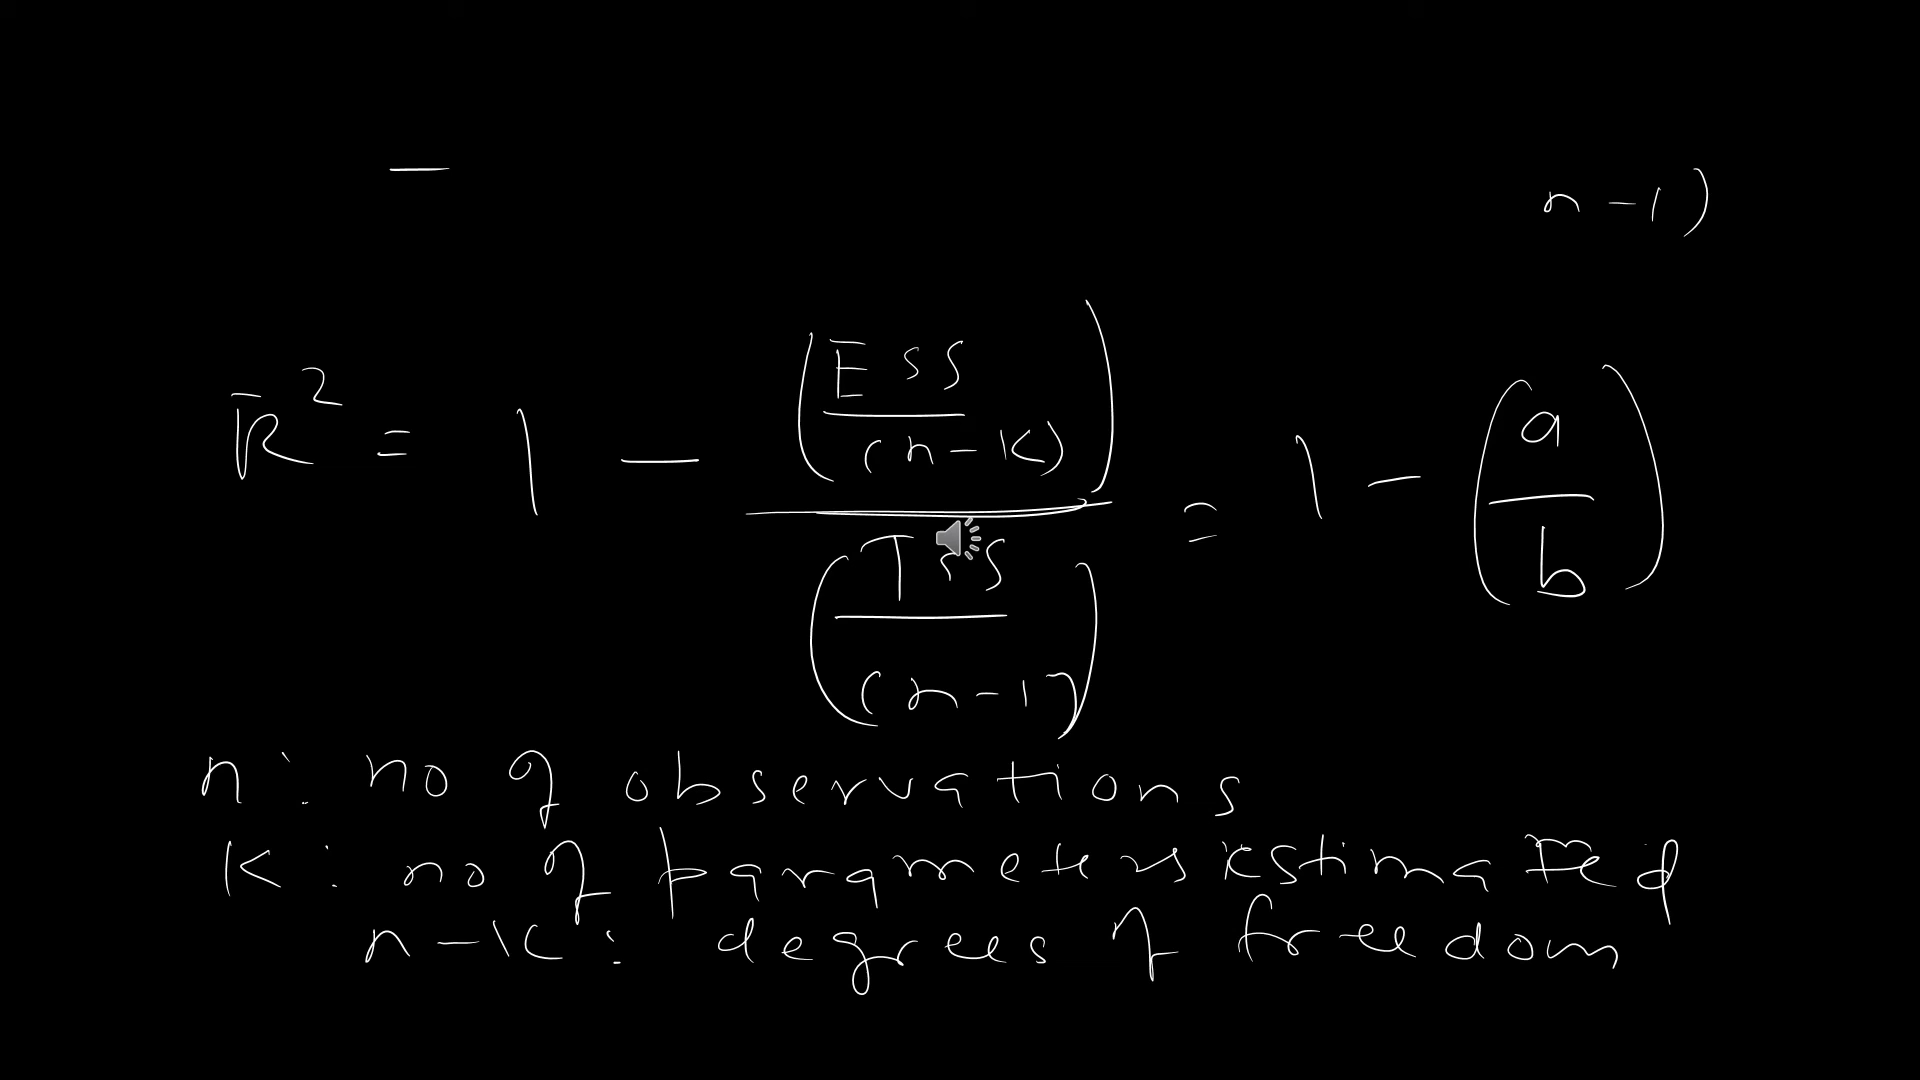 n-1)
R̄² = 1 - (ESS/(n-K)) / (TSS/(n-1)) = 1 - (a/b)
n: no of observations
K: no of parameters estimated
n-K: degrees of freedom